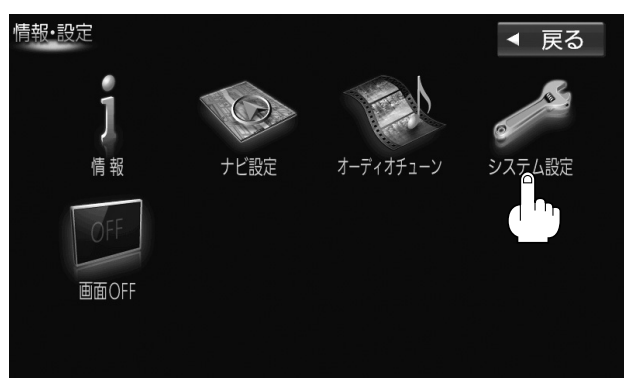 情報・設定
◀ 戻る
情報
ナビ設定
オーディオチューン
システム設定
OFF
画面OFF